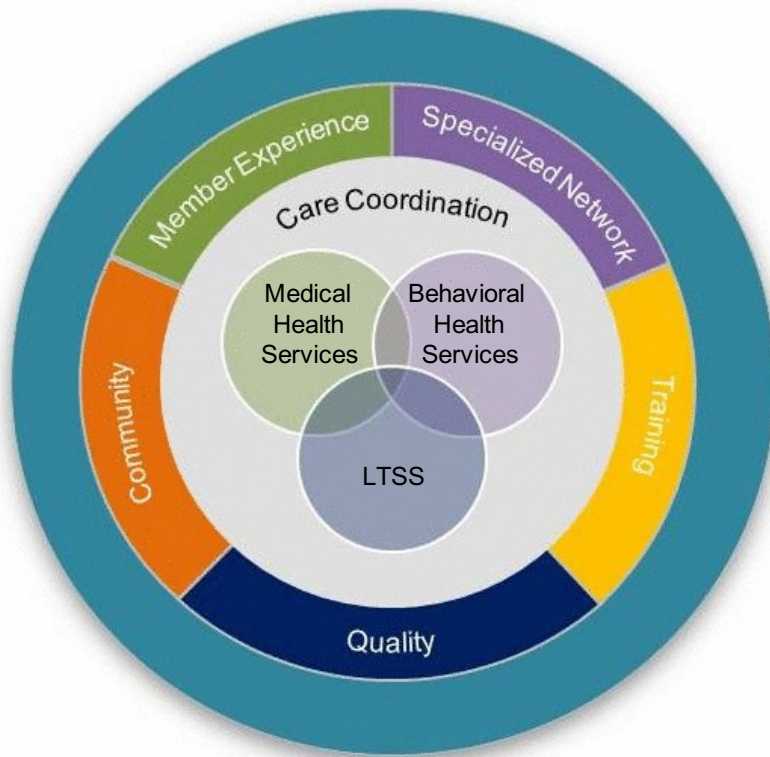 Member Experience
Specialized Network
Care Coordination
Medical
Health
Services
Behavioral
Health
Services
Community
Training
LTSS
Quality